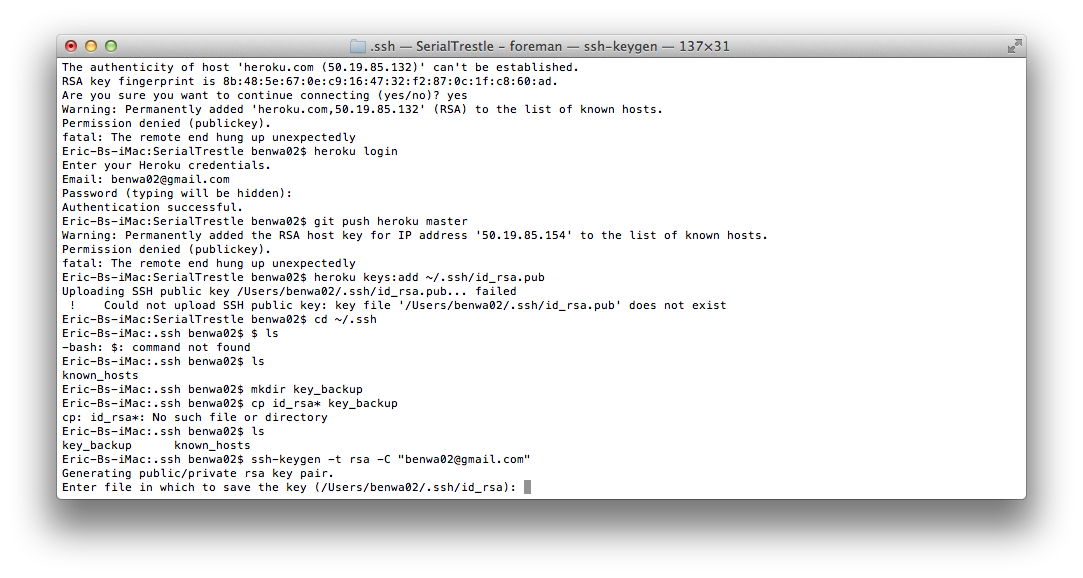 .ssh — SerialTrestle – foreman — ssh-keygen — 137×31
The authenticity of host 'heroku.com (50.19.85.132)' can't be established.
RSA key fingerprint is 8b:48:5e:67:0e:c9:16:47:32:f2:87:0c:1f:c8:60:ad.
Are you sure you want to continue connecting (yes/no)? yes
Warning: Permanently added 'heroku.com,50.19.85.132' (RSA) to the list of known hosts.
Permission denied (publickey).
fatal: The remote end hung up unexpectedly
Eric-Bs-iMac:SerialTrestle benwa02$ heroku login
Enter your Heroku credentials.
Email: benwa02@gmail.com
Password (typing will be hidden):
Authentication successful.
Eric-Bs-iMac:SerialTrestle benwa02$ git push heroku master
Warning: Permanently added the RSA host key for IP address '50.19.85.154' to the list of known hosts.
Permission denied (publickey).
fatal: The remote end hung up unexpectedly
Eric-Bs-iMac:SerialTrestle benwa02$ heroku keys:add ~/.ssh/id_rsa.pub
Uploading SSH public key /Users/benwa02/.ssh/id_rsa.pub... failed
 !    Could not upload SSH public key: key file '/Users/benwa02/.ssh/id_rsa.pub' does not exist
Eric-Bs-iMac:SerialTrestle benwa02$ cd ~/.ssh
Eric-Bs-iMac:.ssh benwa02$ $ ls
-bash: $: command not found
Eric-Bs-iMac:.ssh benwa02$ ls
known_hosts
Eric-Bs-iMac:.ssh benwa02$ mkdir key_backup
Eric-Bs-iMac:.ssh benwa02$ cp id_rsa* key_backup
cp: id_rsa*: No such file or directory
Eric-Bs-iMac:.ssh benwa02$ ls
key_backup      known_hosts
Eric-Bs-iMac:.ssh benwa02$ ssh-keygen -t rsa -C "benwa02@gmail.com"
Generating public/private rsa key pair.
Enter file in which to save the key (/Users/benwa02/.ssh/id_rsa):